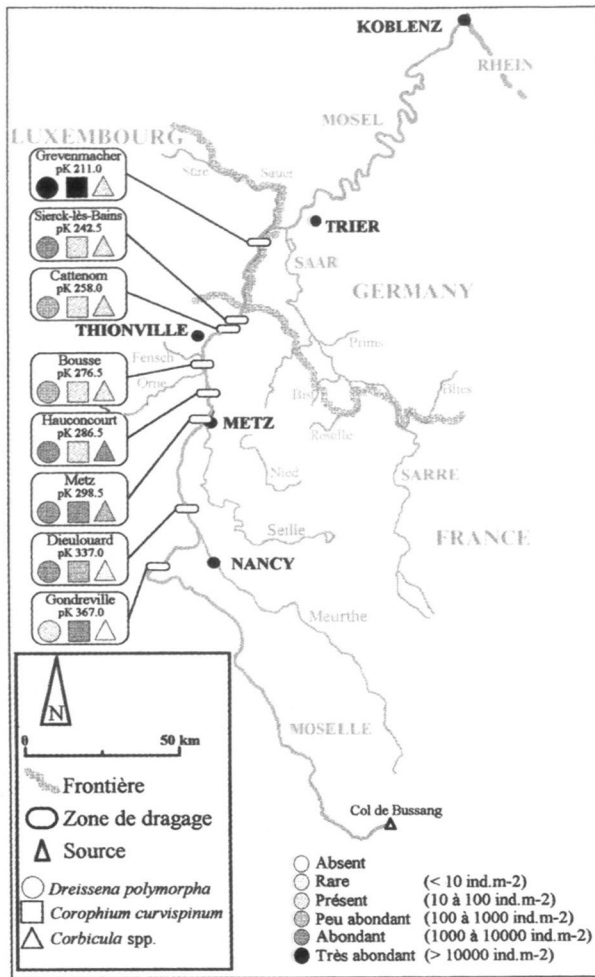 KOBLENZ
RHEIN
MOSEL
LUXEMBOURG
Sauer
Grevenmacher
pK 211.0
TRIER
Sierck-lès-Bains
pK 242.5
SAAR
Cattenom
pK 258.0
GERMANY
THIONVILLE
Prims
Fensch
Bousse
pK 276.5
Orne
Blies
Hauconcourt
pK 286.5
Roselle
METZ
SARRE
Nied
Metz
pK 298.5
Seille
FRANCE
Dieulouard
pK 337.0
NANCY
Gondreville
pK 367.0
Meurthe
N
0 50 km
MOSELLE
Frontière
Col de Bussang
Zone de dragage
Source
Dreissena polymorpha
Corophium curvispinum
Corbicula spp.
Absent
Rare (< 10 ind.m-2)
Présent (10 à 100 ind.m-2)
Peu abondant (100 à 1000 ind.m-2)
Abondant (1000 à 10000 ind.m-2)
Très abondant (> 10000 ind.m-2)